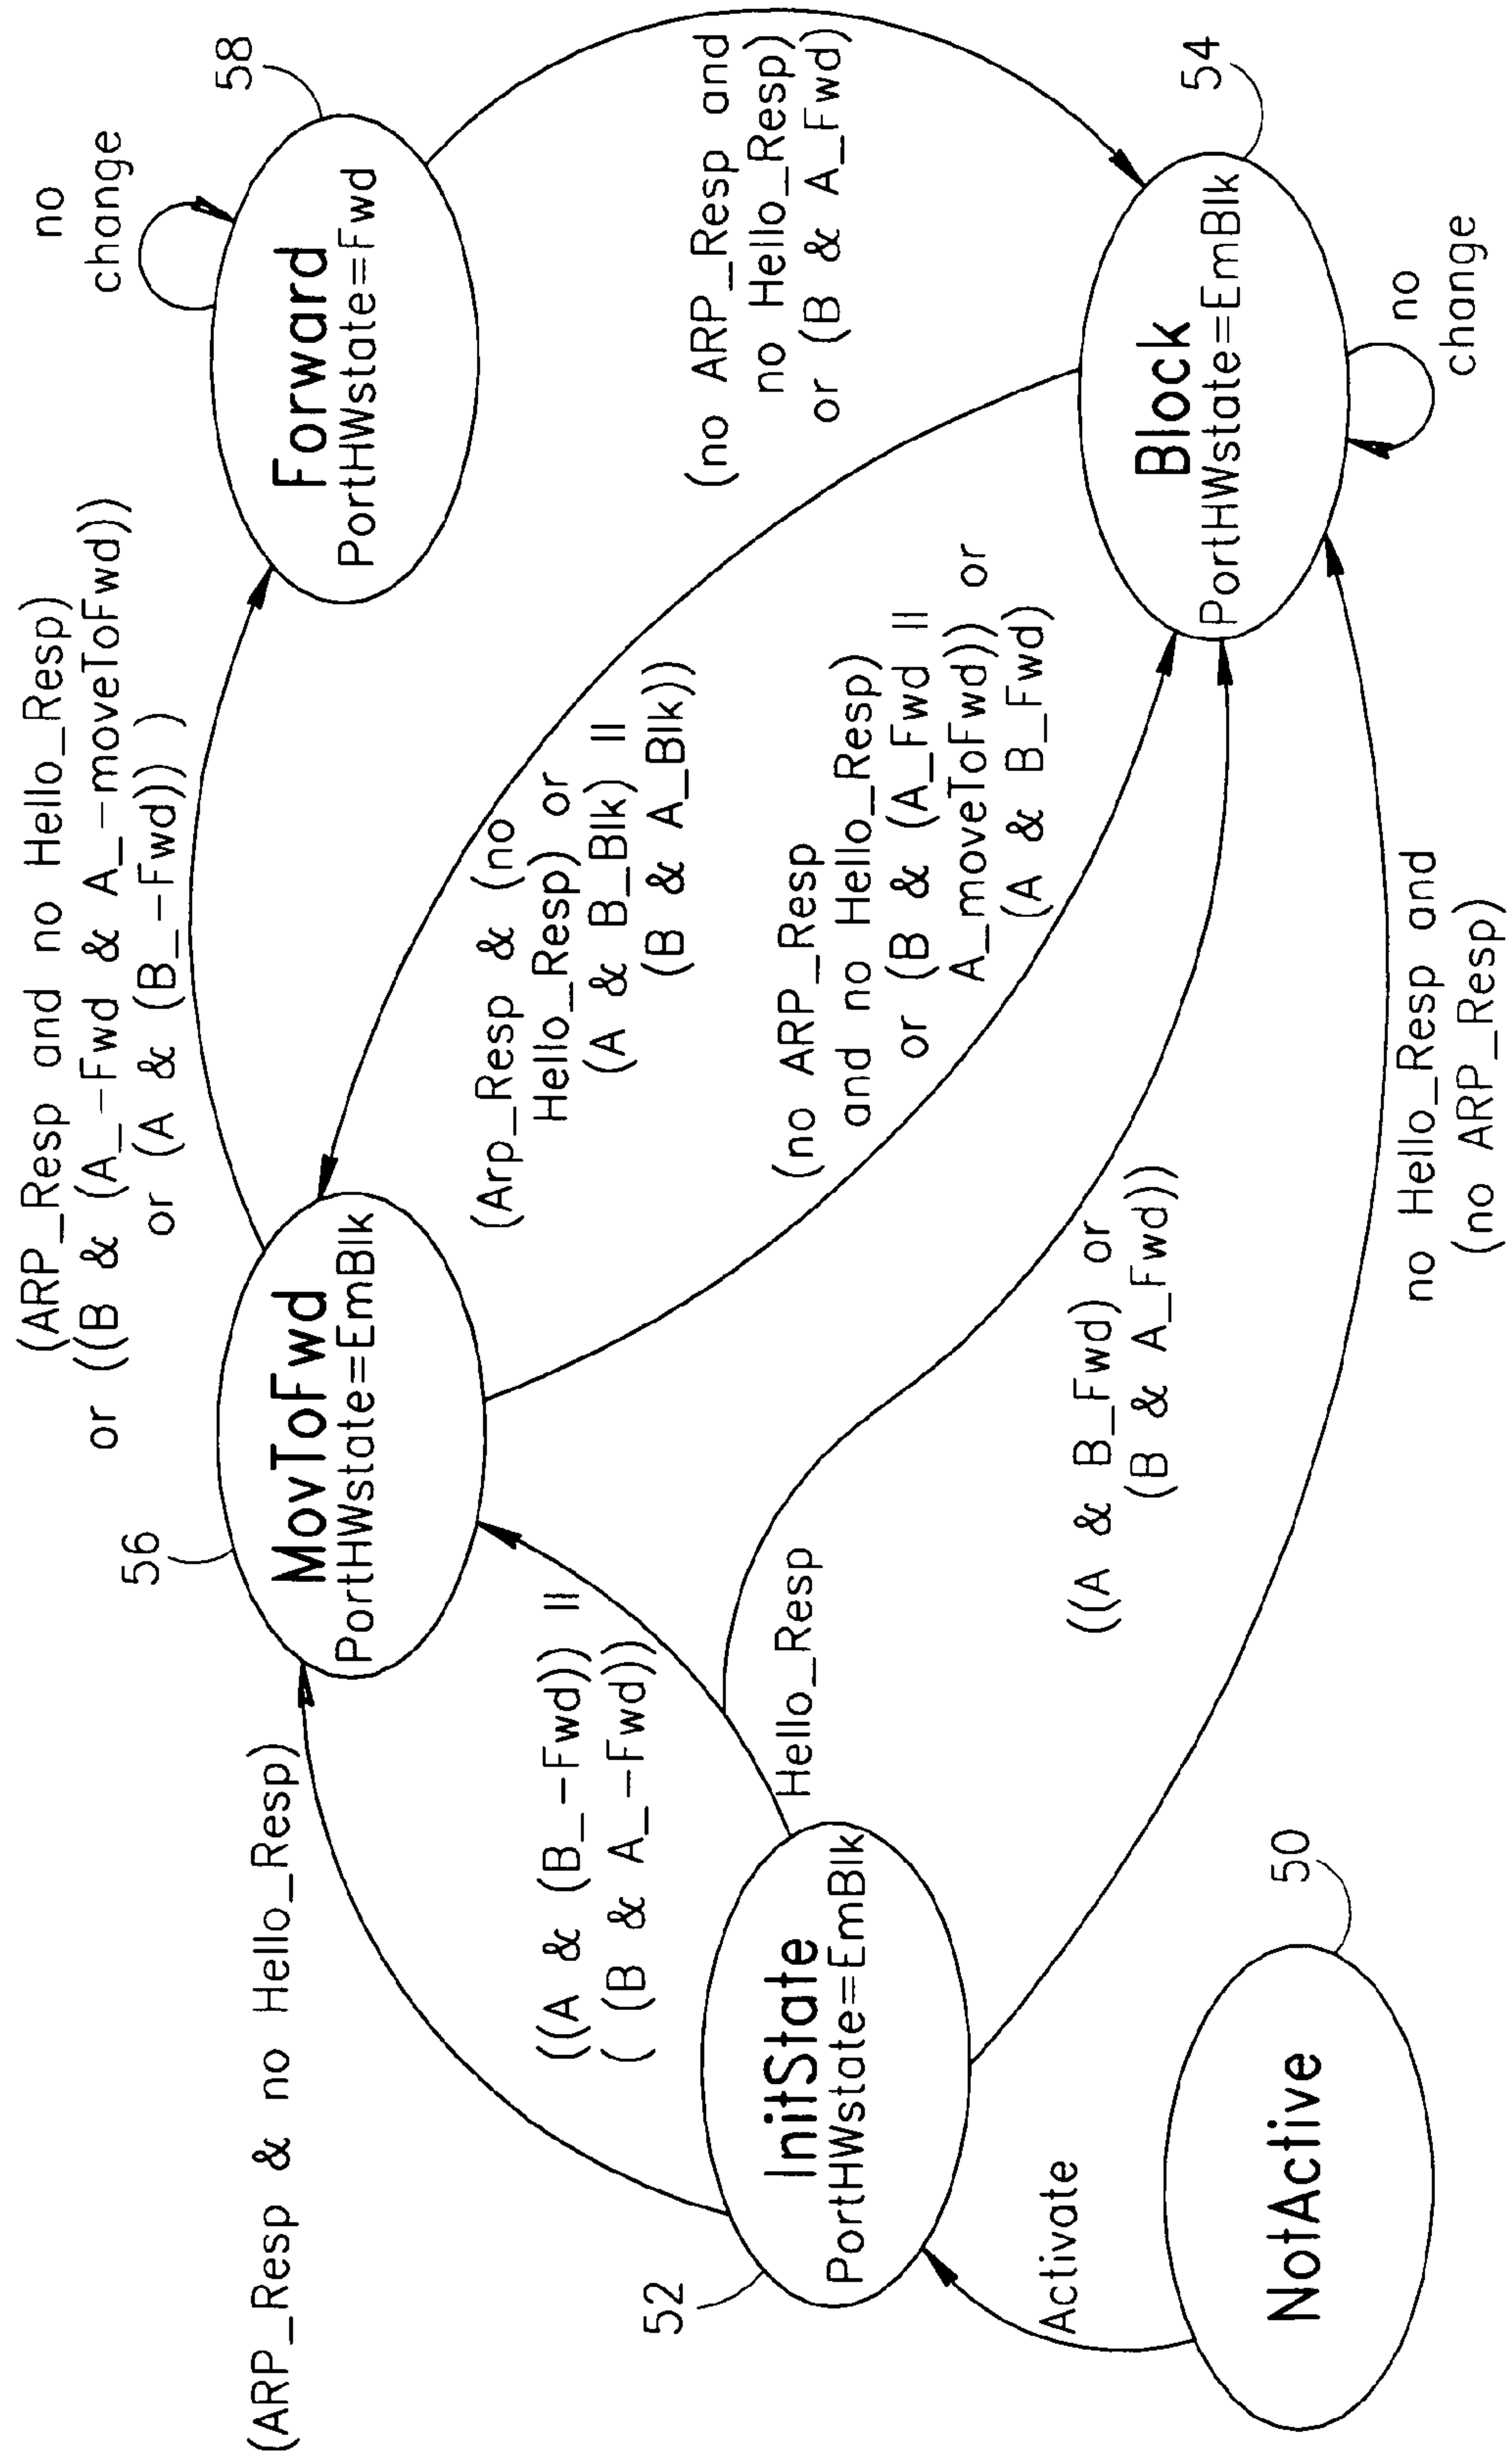 (ARP_Resp & no Hello_Resp)
(ARP_Resp and no Hello_Resp)
or ((B & (A_-Fwd & A_-moveToFwd))
or (A & (B_-Fwd)) )
no
change
58
Forward
PortHWstate=Fwd
56
MovToFwd
PortHWstate=EmBlk
((A & (B_-Fwd)) ||
( (B & A_-Fwd))
(Arp_Resp & (no
Hello_Resp) or
(A & B_Blk) ||
(B & A_Blk))
(no ARP_Resp and
no Hello_Resp)
or (B & A_Fwd)
52
InitState
PortHWstate=EmBlk
Hello_Resp
(no ARP_Resp
and no Hello_Resp)
or (B & (A_Fwd ||
A_moveToFwd)) or
(A & B_Fwd)
((A & B_Fwd) or
(B & A_Fwd))
54
Block
PortHWstate=EmBlk
no
change
Activate
50
NotActive
no Hello_Resp and
(no ARP_Resp)